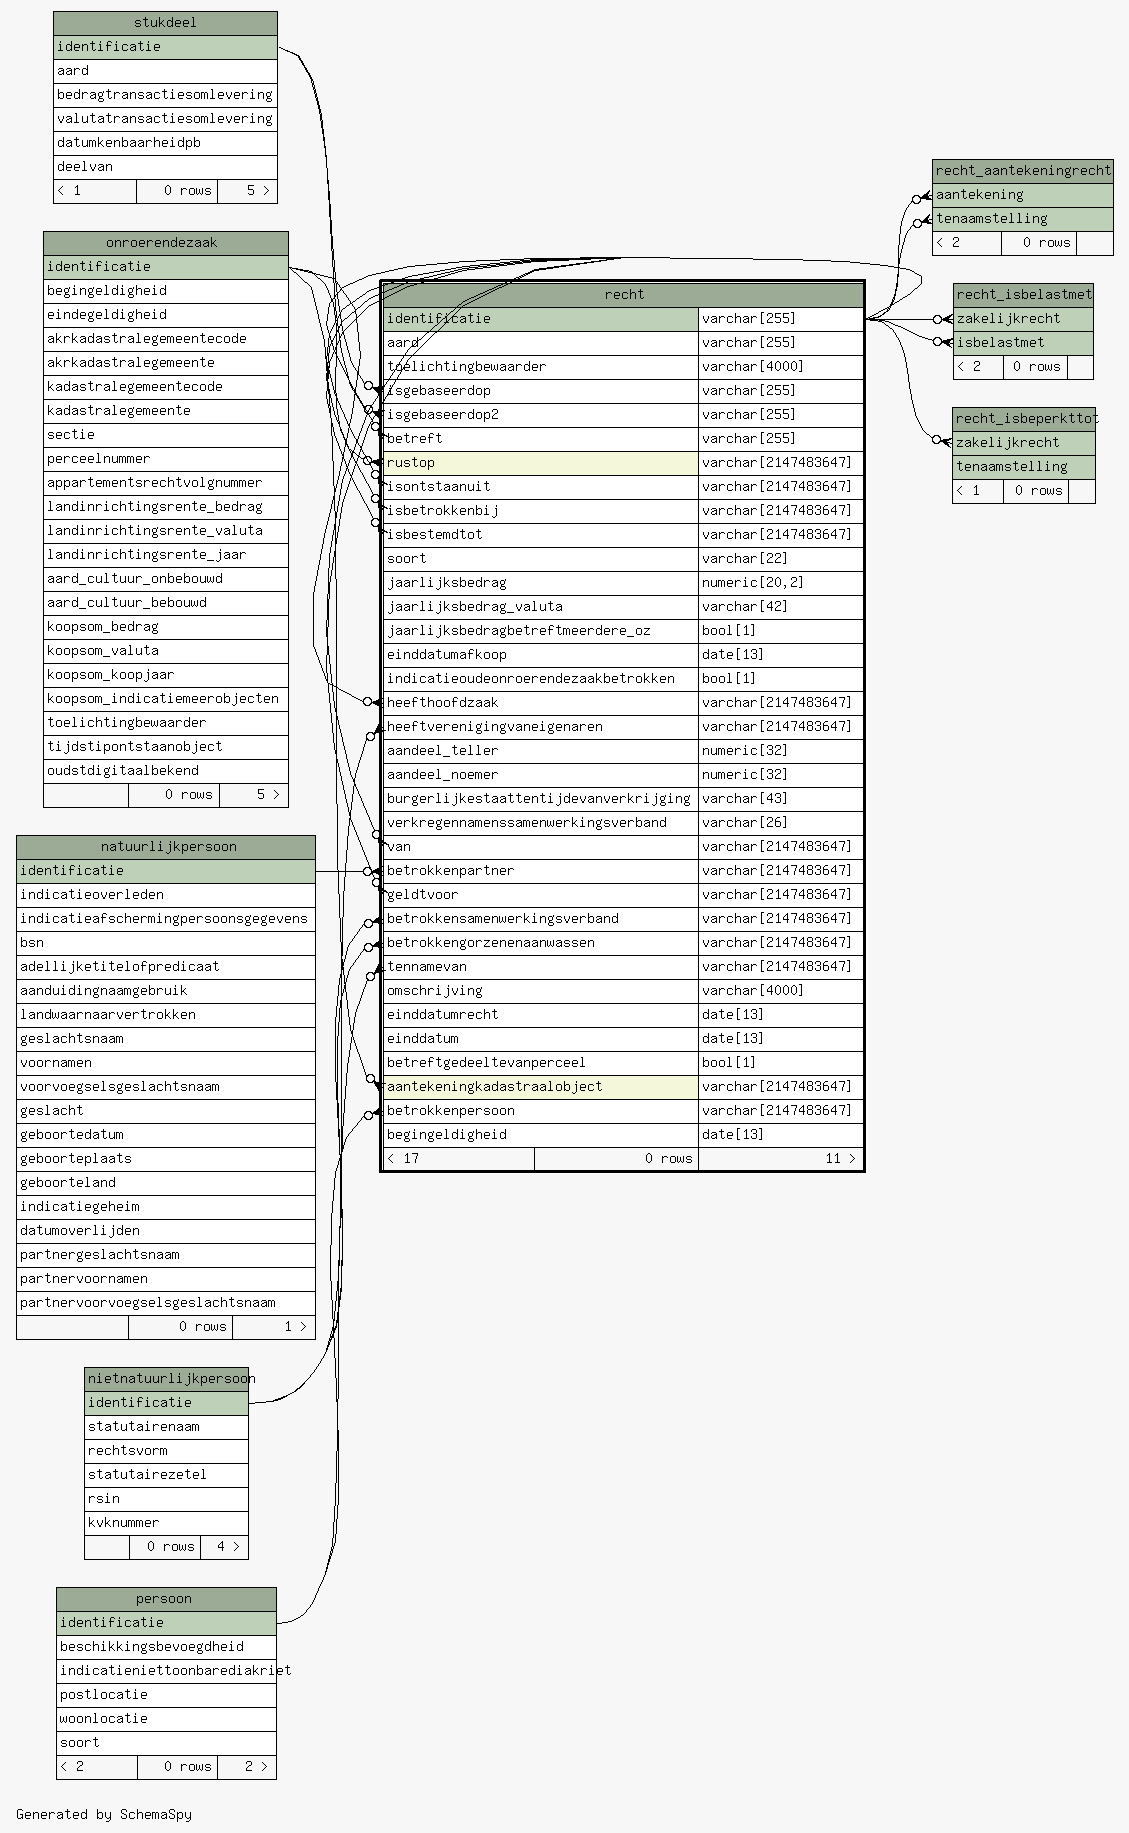 stukdeel
identificatie
aard
bedragtransactiesomlevering
valutatransactiesomlevering
datumkenbaarheidpb
deelvan
< 1 0 rows 5 >
onroerendezaak
identificatie
begingeldigheid
eindegeldigheid
akrkadastralegemeentecode
akrkadastralegemeente
kadastralegemeentecode
kadastralegemeente
sectie
perceelnummer
appartementsrechtvolgnummer
landinrichtingsrente_bedrag
landinrichtingsrente_valuta
landinrichtingsrente_jaar
aard_cultuur_onbebouwd
aard_cultuur_bebouwd
koopsom_bedrag
koopsom_valuta
koopsom_koopjaar
koopsom_indicatiemeerobjecten
toelichtingbewaarder
tijdstipontstaanobject
oudstdigitaalbekend
0 rows 5 >
natuurlijkpersoon
identificatie
indicatieoverleden
indicatieafschermingpersoonsgegevens
bsn
adellijketitelofpredicaat
aanduidingnaamgebruik
landwaarnaarvertrokken
geslachtsnaam
voornamen
voorvoegselsgeslachtsnaam
geslacht
geboortedatum
geboorteplaats
geboorteland
indicatiegeheim
datumoverlijden
partnergeslachtsnaam
partnervoornamen
partnervoorvoegselsgeslachtsnaam
0 rows 1 >
nietnatuurlijkpersoon
identificatie
statutairenaam
rechtsvorm
statutairezetel
rsin
kvknummer
0 rows 4 >
persoon
identificatie
beschikkingsbevoegdheid
indicatieniettoonbarediakriet
postlocatie
woonlocatie
soort
< 2 0 rows 2 >
recht
identificatie varchar[255]
aard varchar[255]
toelichtingbewaarder varchar[4000]
isgebaseerdop varchar[255]
isgebaseerdop2 varchar[255]
betreft varchar[255]
rustop varchar[2147483647]
isontstaanuit varchar[2147483647]
isbetrokkenbij varchar[2147483647]
isbestemdtot varchar[2147483647]
soort varchar[22]
jaarlijksbedrag numeric[20,2]
jaarlijksbedrag_valuta varchar[42]
jaarlijksbedragbetreftmeerdere_oz bool[1]
einddatumafkoop date[13]
indicatieoudeonroerendezaakbetrokken bool[1]
heefthoofdzaak varchar[2147483647]
heeftverenigingvaneigenaren varchar[2147483647]
aandeel_teller numeric[32]
aandeel_noemer numeric[32]
burgerlijkestaattentijdevanverkrijging varchar[43]
verkregennamenssamenwerkingsverband varchar[26]
van varchar[2147483647]
betrokkenpartner varchar[2147483647]
geldtvoor varchar[2147483647]
betrokkensamenwerkingsverband varchar[2147483647]
betrokkengorzenenaanwassen varchar[2147483647]
tennamevan varchar[2147483647]
omschrijving varchar[4000]
einddatumrecht date[13]
einddatum date[13]
betreftgedeeltevanperceel bool[1]
aantekeningkadastraalobject varchar[2147483647]
betrokkenpersoon varchar[2147483647]
begingeldigheid date[13]
< 17 0 rows 11 >
recht_aantekeningrecht
aantekening
tenaamstelling
< 2 0 rows
recht_isbelastmet
zakelijkrecht
isbelastmet
< 2 0 rows
recht_isbeperkttot
zakelijkrecht
tenaamstelling
< 1 0 rows
Generated by SchemaSpy